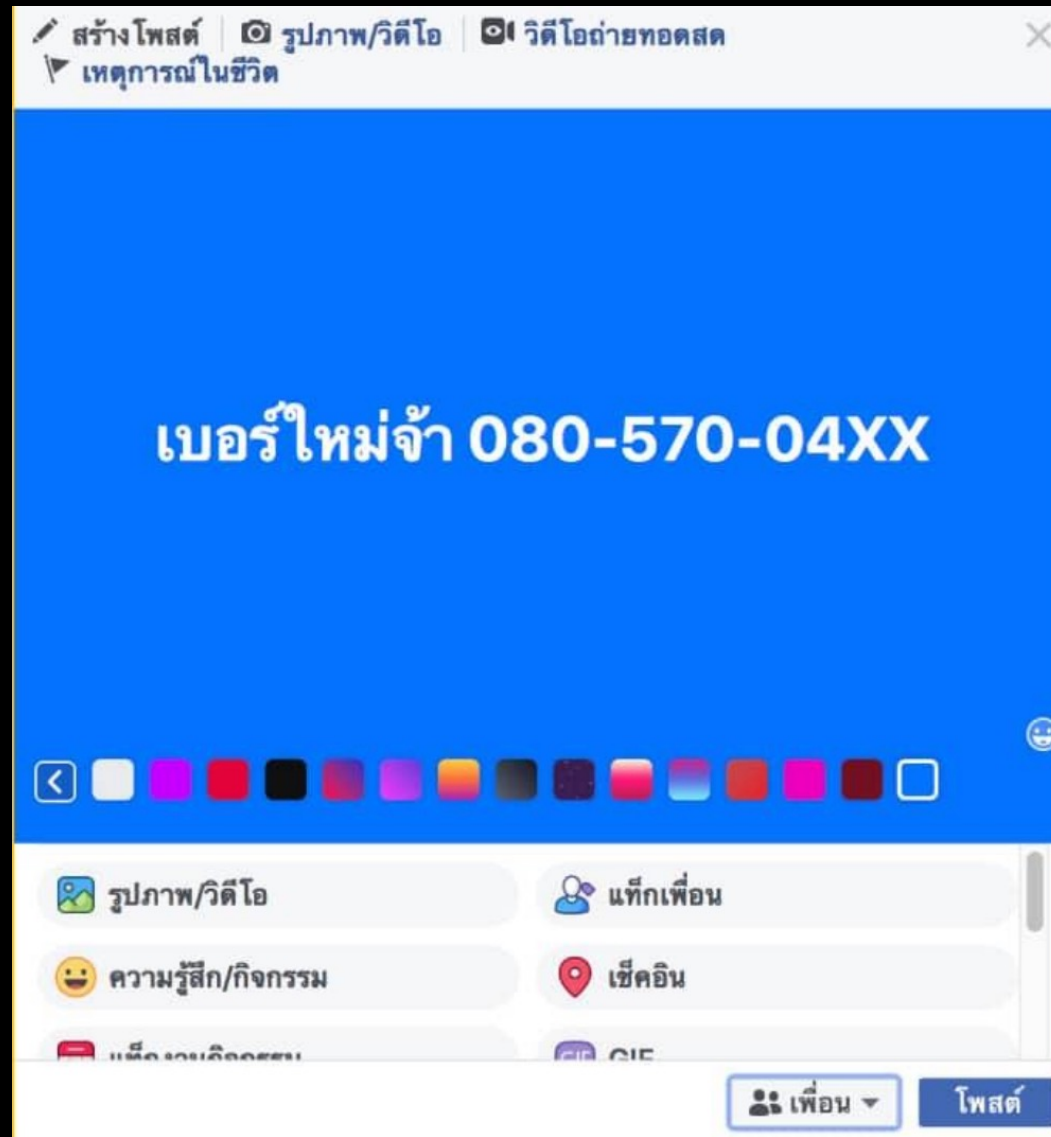 สร้างโพสต์ รูปภาพ/วิดีโอ วิดีโอถ่ายทอดสด
เหตุการณ์ในชีวิต
เบอร์ใหม่จ้า 080-570-04XX
รูปภาพ/วิดีโอ แท็กเพื่อน
ความรู้สึก/กิจกรรม เช็คอิน
GIF
เพื่อน โพสต์